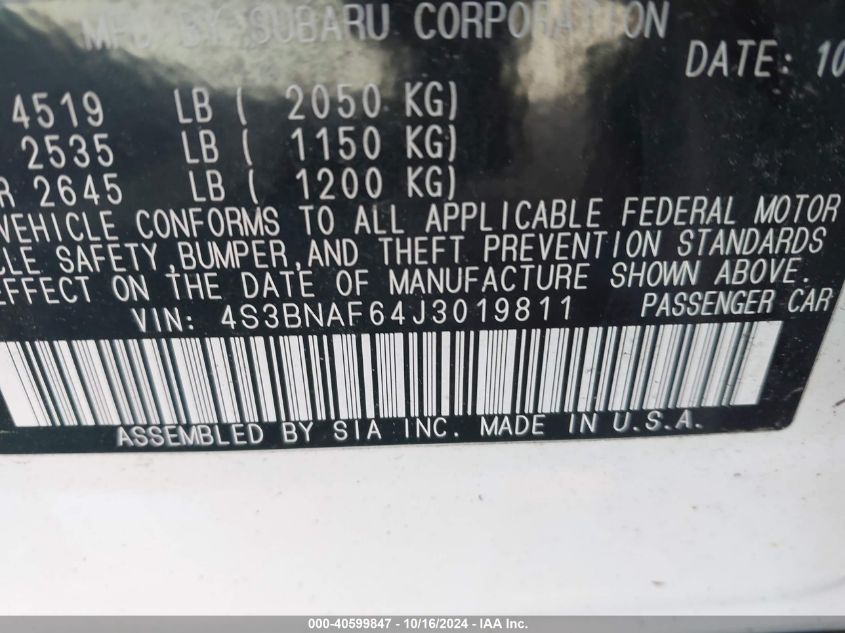 MFD BY SUBARU CORPORATION
DATE: 10
4519 LB ( 2050 KG)
2535 LB ( 1150 KG)
R 2645 LB ( 1200 KG)
VEHICLE CONFORMS TO ALL APPLICABLE FEDERAL MOTOR
CLE SAFETY,BUMPER,AND THEFT PREVENTION STANDARDS
EFFECT ON THE DATE OF MANUFACTURE SHOWN ABOVE.
VIN: 4S3BNAF64J3019811 PASSENGER CAR
ASSEMBLED BY SIA INC. MADE IN U.S.A.
000-40599847 - 10/16/2024 - IAA Inc.